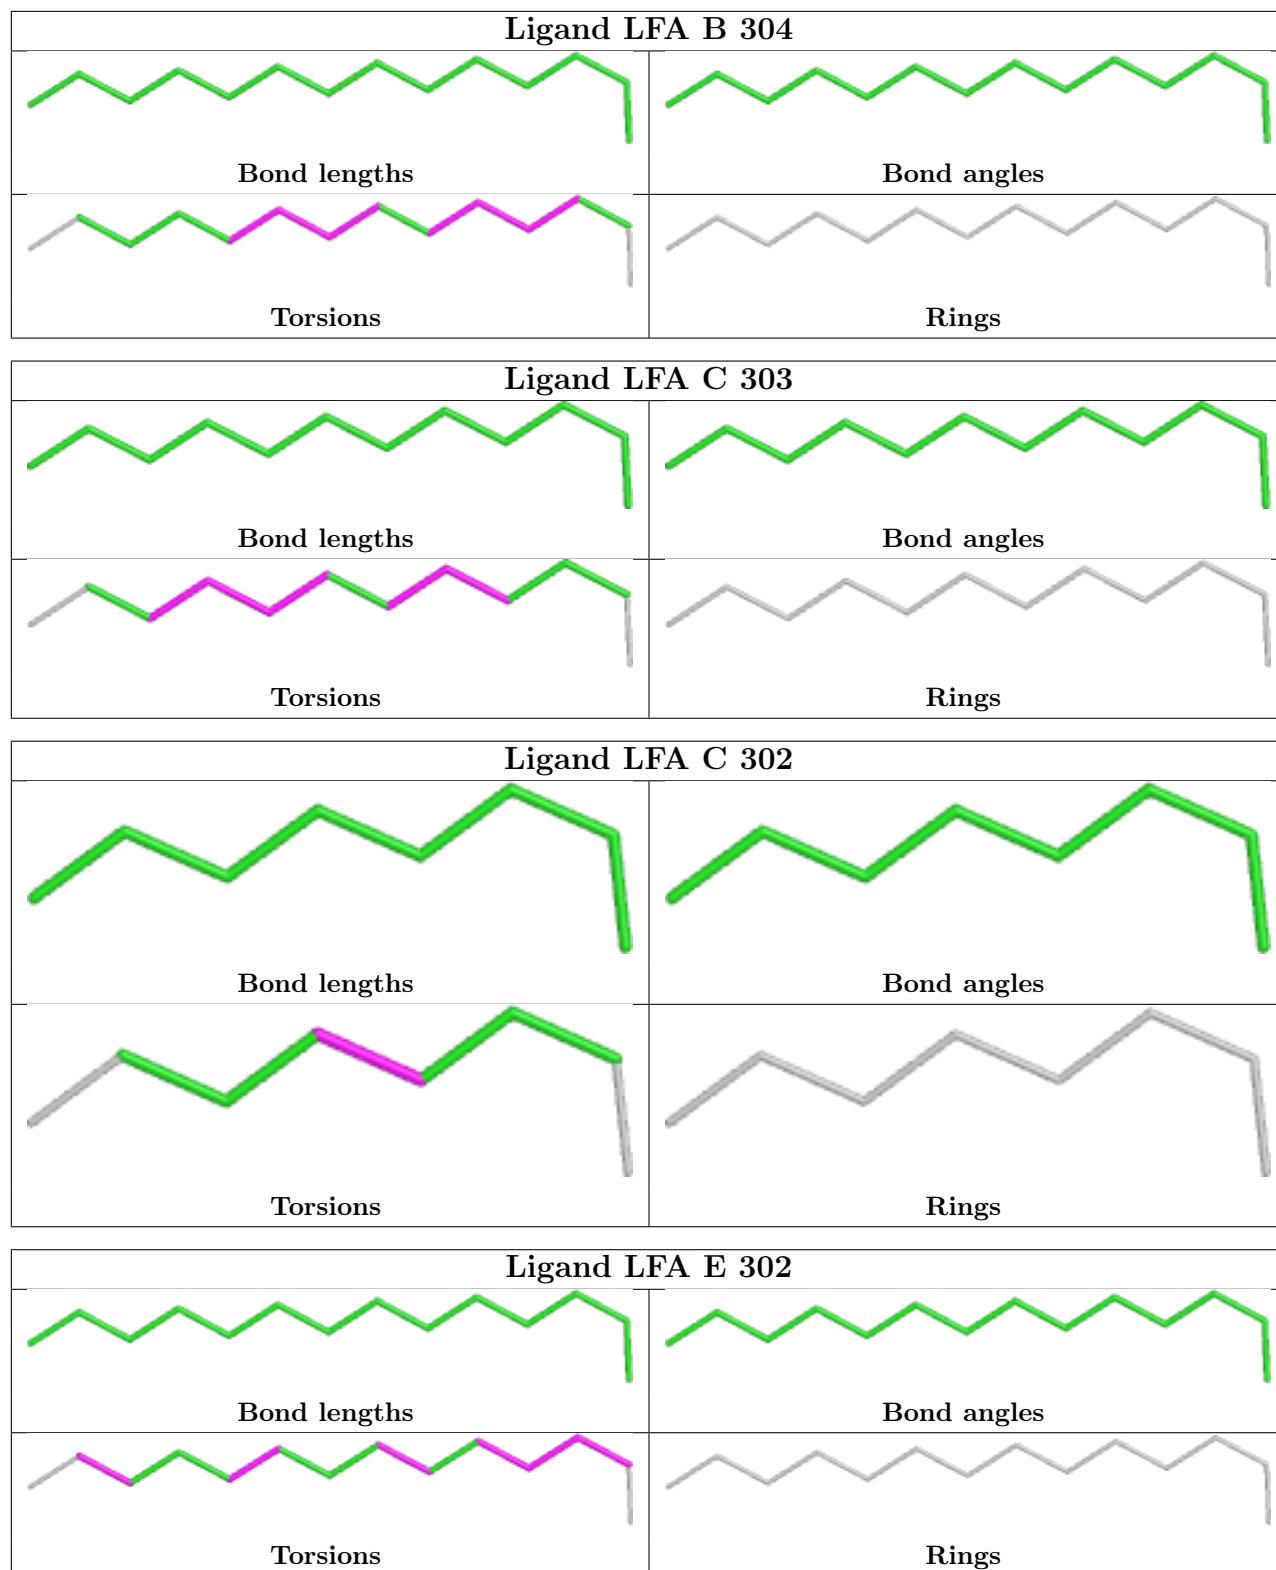 Ligand LFA B 304
Bond lengths
Bond angles
Torsions
Rings
Ligand LFA C 303
Bond lengths
Bond angles
Torsions
Rings
Ligand LFA C 302
Bond lengths
Bond angles
Torsions
Rings
Ligand LFA E 302
Bond lengths
Bond angles
Torsions
Rings